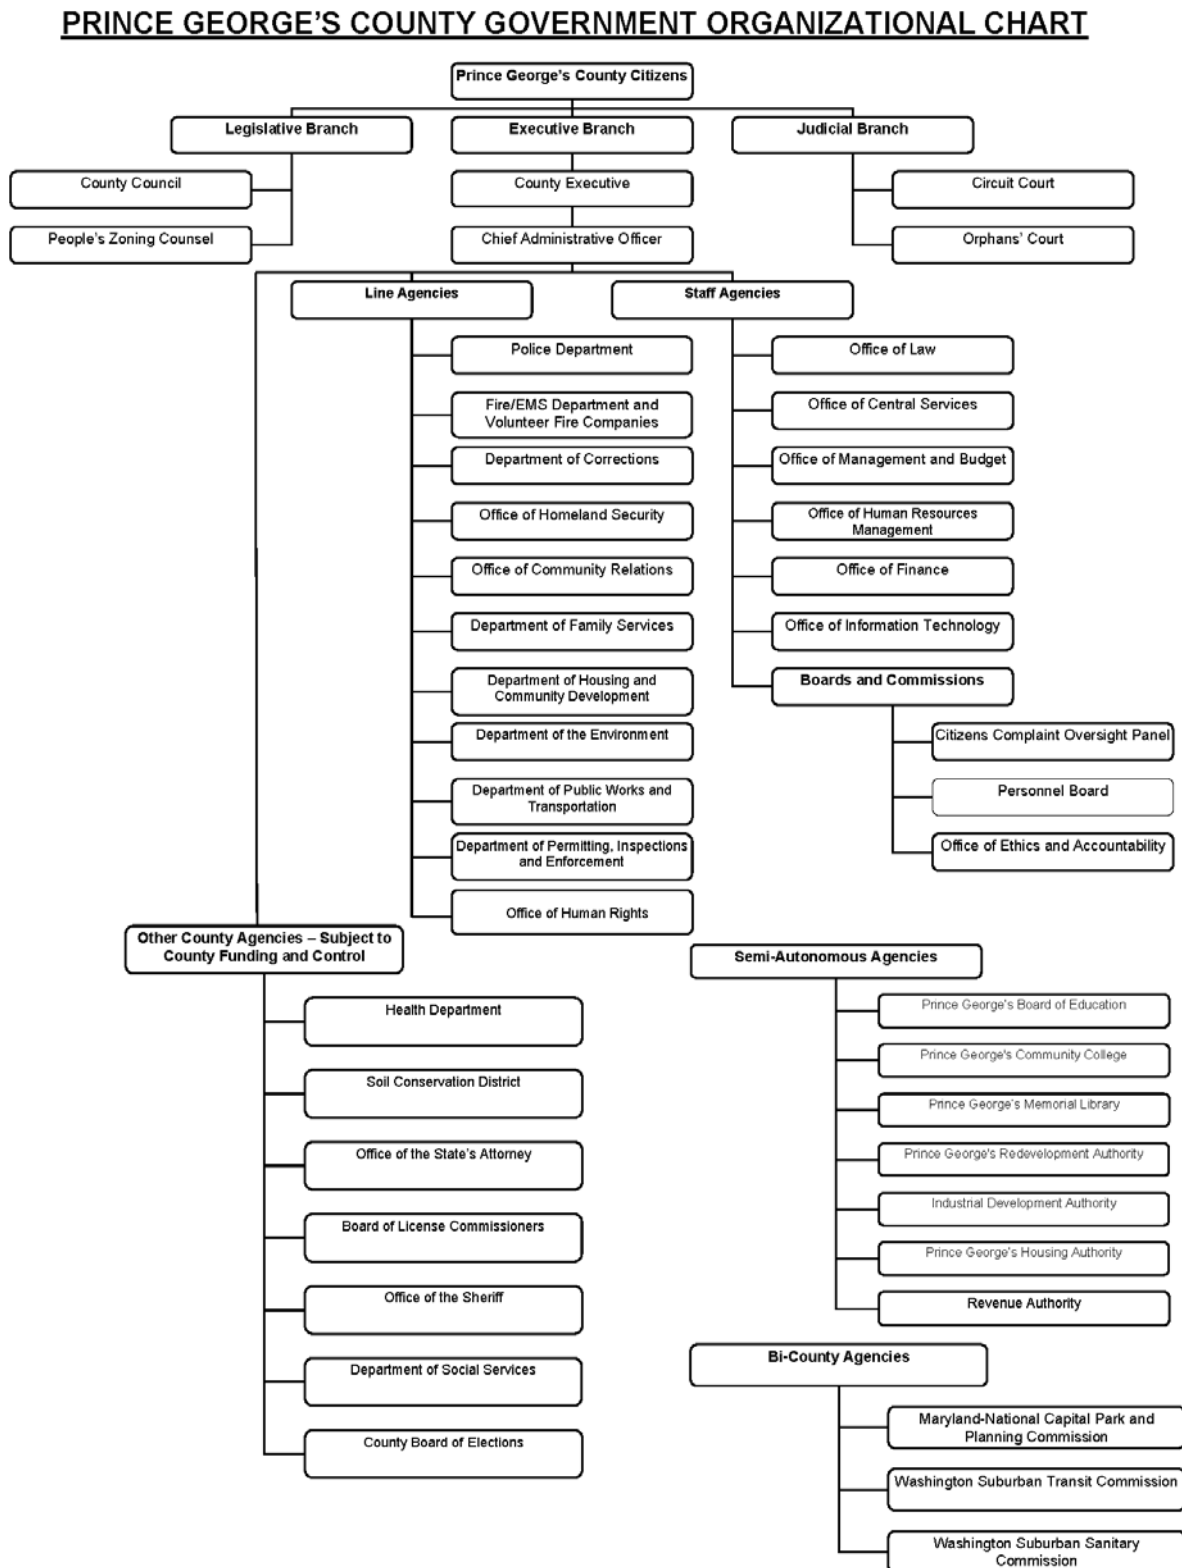 PRINCE GEORGE'S COUNTY GOVERNMENT ORGANIZATIONAL CHART
Prince George's County Citizens
Legislative Branch
Executive Branch
Judicial Branch
County Council
County Executive
Circuit Court
People's Zoning Counsel
Chief Administrative Officer
Orphans' Court
Line Agencies
Staff Agencies
Police Department
Fire/EMS Department and
Volunteer Fire Companies
Department of Corrections
Office of Homeland Security
Office of Community Relations
Department of Family Services
Department of Housing and
Community Development
Department of the Environment
Department of Public Works and
Transportation
Department of Permitting, Inspections
and Enforcement
Office of Human Rights
Office of Law
Office of Central Services
Office of Management and Budget
Office of Human Resources
Management
Office of Finance
Office of Information Technology
Boards and Commissions
Citizens Complaint Oversight Panel
Personnel Board
Office of Ethics and Accountability
Other County Agencies – Subject to
County Funding and Control
Health Department
Soil Conservation District
Office of the State's Attorney
Board of License Commissioners
Office of the Sheriff
Department of Social Services
County Board of Elections
Semi-Autonomous Agencies
Prince George's Board of Education
Prince George's Community College
Prince George's Memorial Library
Prince George's Redevelopment Authority
Industrial Development Authority
Prince George's Housing Authority
Revenue Authority
Bi-County Agencies
Maryland-National Capital Park and
Planning Commission
Washington Suburban Transit Commission
Washington Suburban Sanitary
Commission